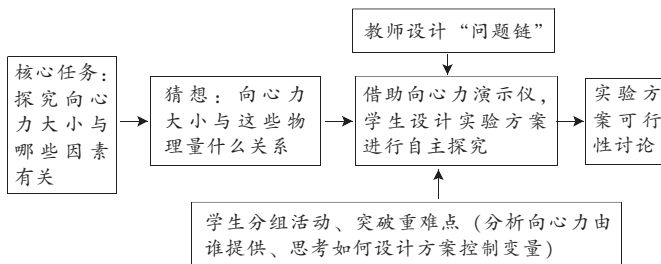 教师设计“问题链”
核心任务：
探究向心
力大小与
哪些因素
有关
猜想：向心力
大小与这些物
理量什么关系
借助向心力演示仪，
学生设计实验方案
进行自主探究
实验方
案可行
性讨论
学生分组活动、突破重难点（分析向心力由
谁提供、思考如何设计方案控制变量）